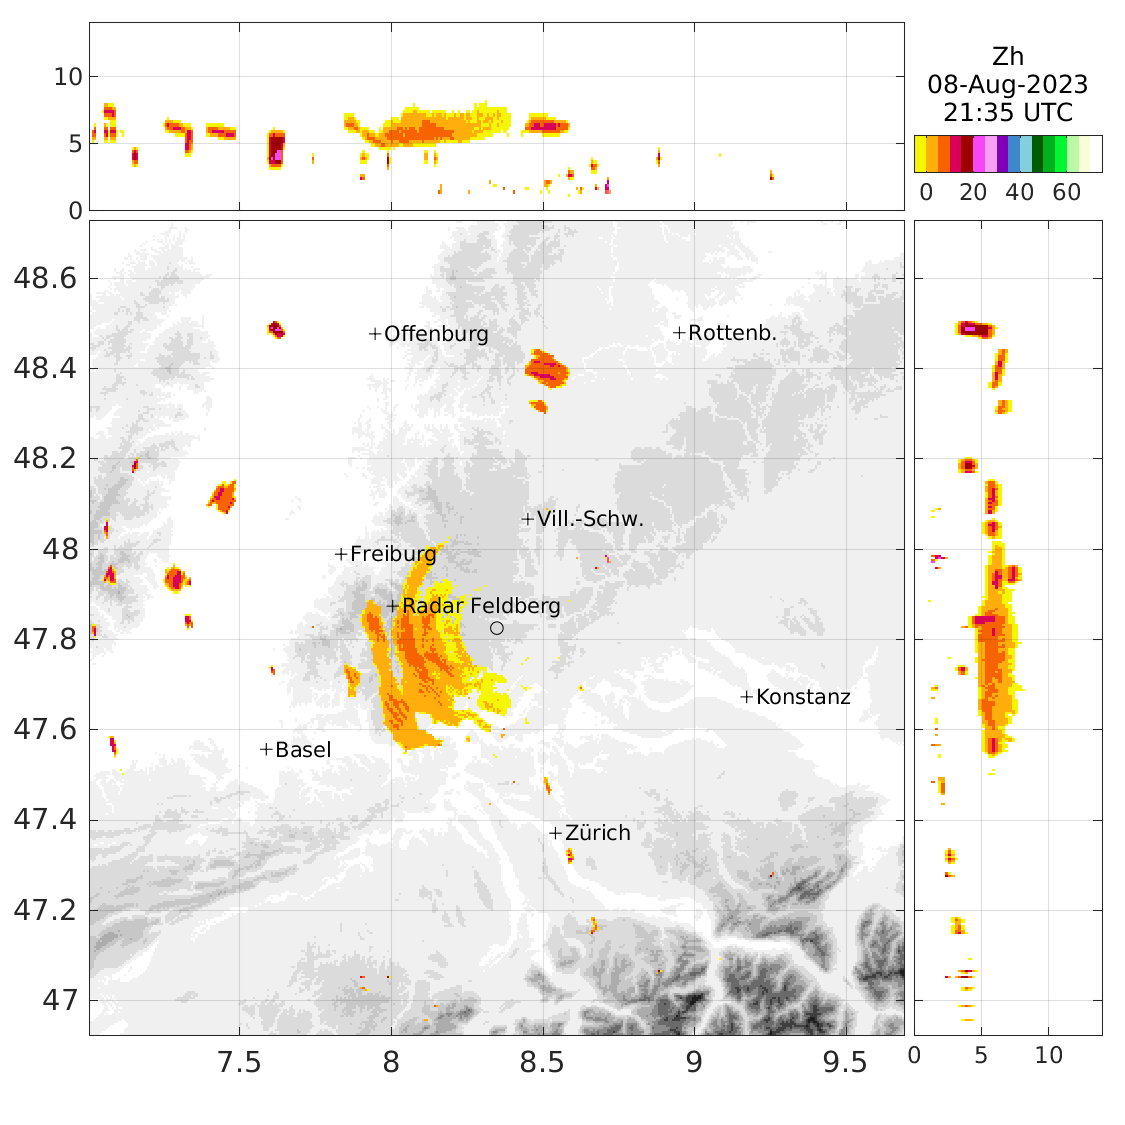 10
5
0
Zh
08-Aug-2023
21:35 UTC
0 20 40 60
48.6
48.4
48.2
48
47.8
47.6
47.4
47.2
47
+Offenburg
+Rottenb.
+Vill.-Schw.
+Freiburg
+Radar Feldberg
+Konstanz
+Basel
+Zürich
7.5 8 8.5 9 9.5
0 5 10